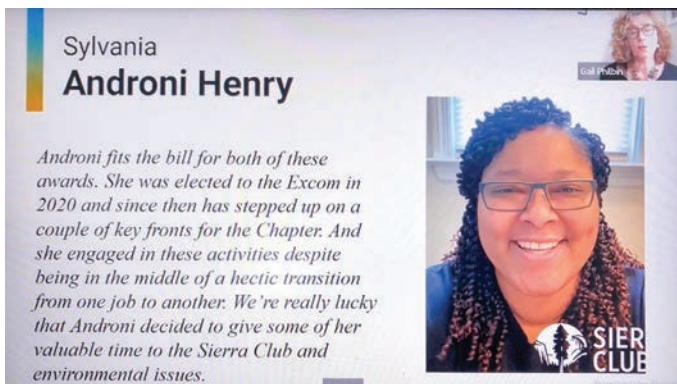 Sylvania
Androni Henry
Gail Philbin
Androni fits the bill for both of these
awards. She was elected to the Excom in
2020 and since then has stepped up on a
couple of key fronts for the Chapter. And
she engaged in these activities despite
being in the middle of a hectic transition
from one job to another. We're really lucky
that Androni decided to give some of her
valuable time to the Sierra Club and
environmental issues.
SIER
CLUB